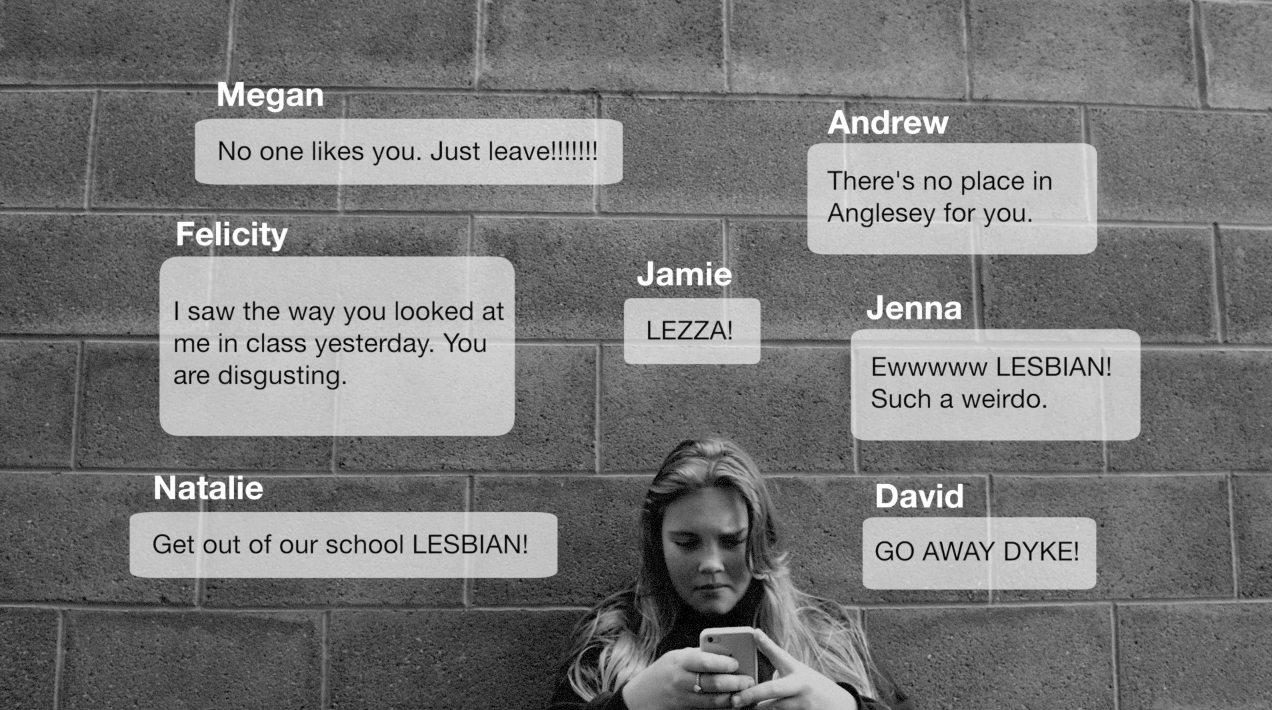 Megan
No one likes you. Just leave!!!!!!!
Andrew
There's no place in
Anglesey for you.
Felicity
I saw the way you looked at
me in class yesterday. You
are disgusting.
Jamie
LEZZA!
Jenna
Ewwwww LESBIAN!
Such a weirdo.
Natalie
Get out of our school LESBIAN!
David
GO AWAY DYKE!